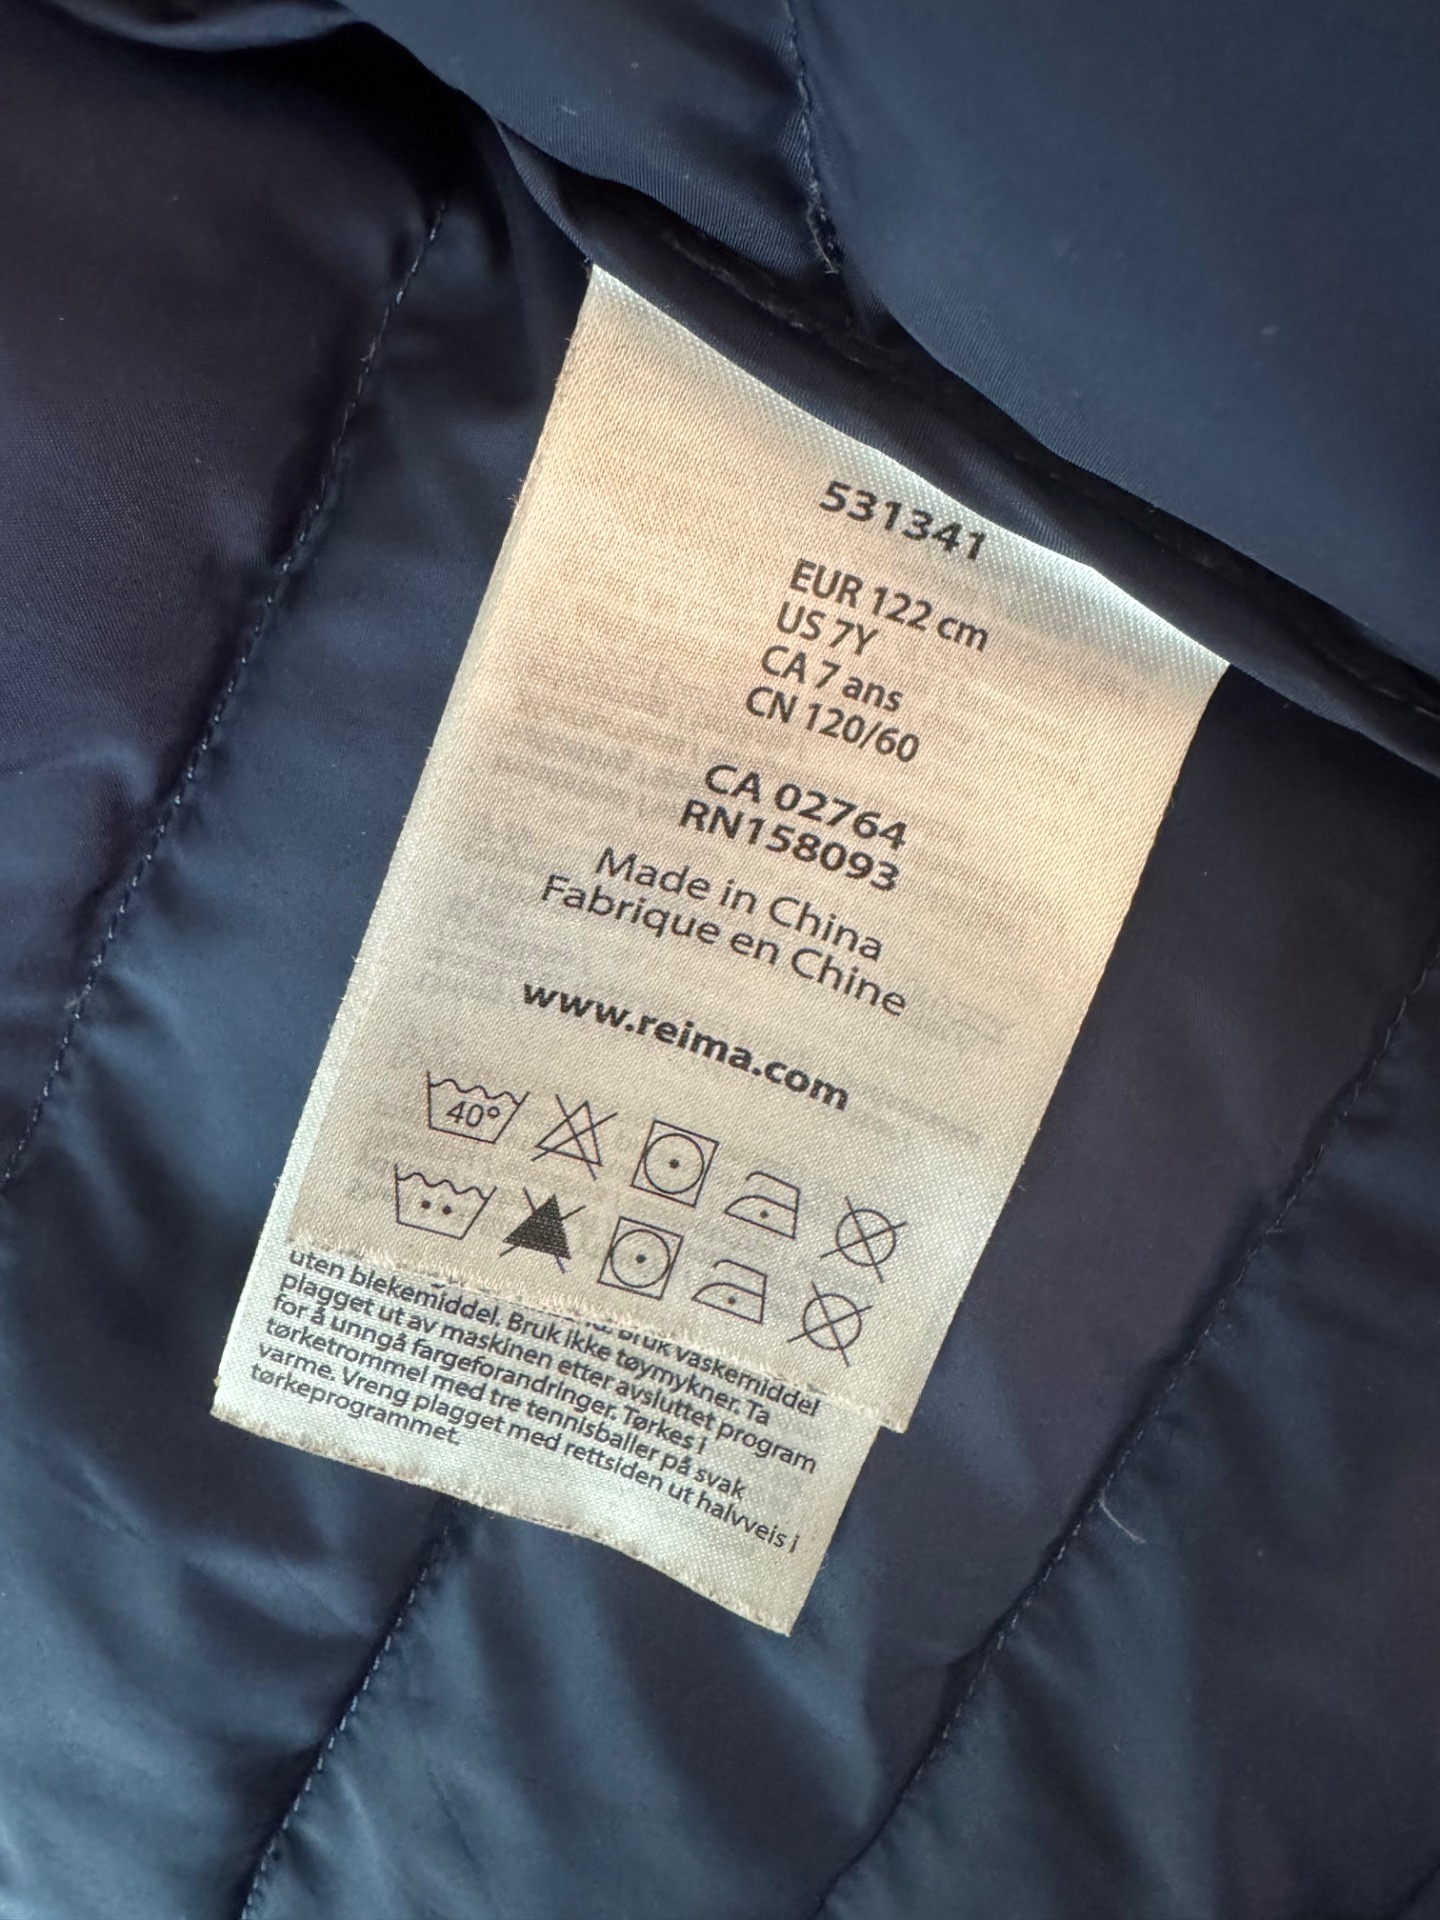 531341
EUR 122 cm
US 7Y
CA 7 ans
CN 120/60
CA 02764
RN158093
Made in China
Fabrique en Chine
www.reima.com
40°
Bruk vaskemiddel
uten blekemiddel. Bruk ikke tøymykner. Ta
plagget ut av maskinen etter avsluttet program
for å unngå fargeforandringer. Tørkes i
tørketrommel med tre tennisballer på svak
varme. Vreng plagget med rettsiden ut halvveis i
tørkeprogrammet.